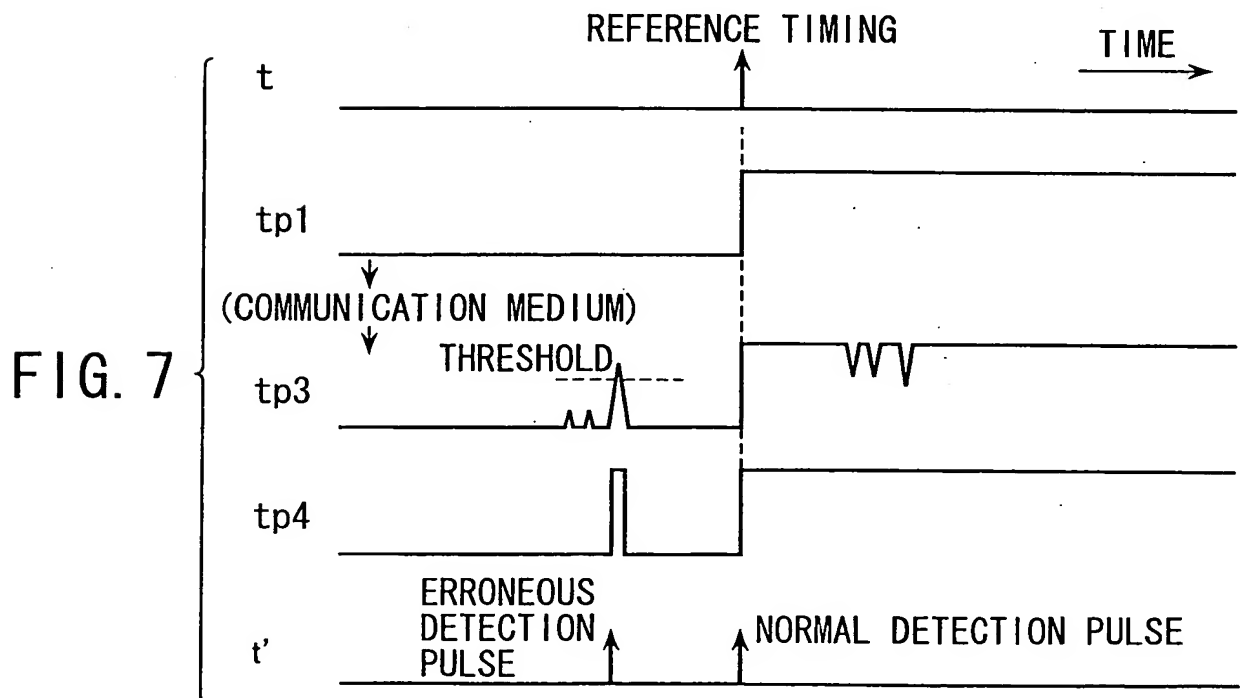 REFERENCE TIMING
TIME
t
tp1
(COMMUNICATION MEDIUM)
THRESHOLD
FIG. 7
tp3
tp4
ERRONEOUS
DETECTION
PULSE
NORMAL DETECTION PULSE
t'